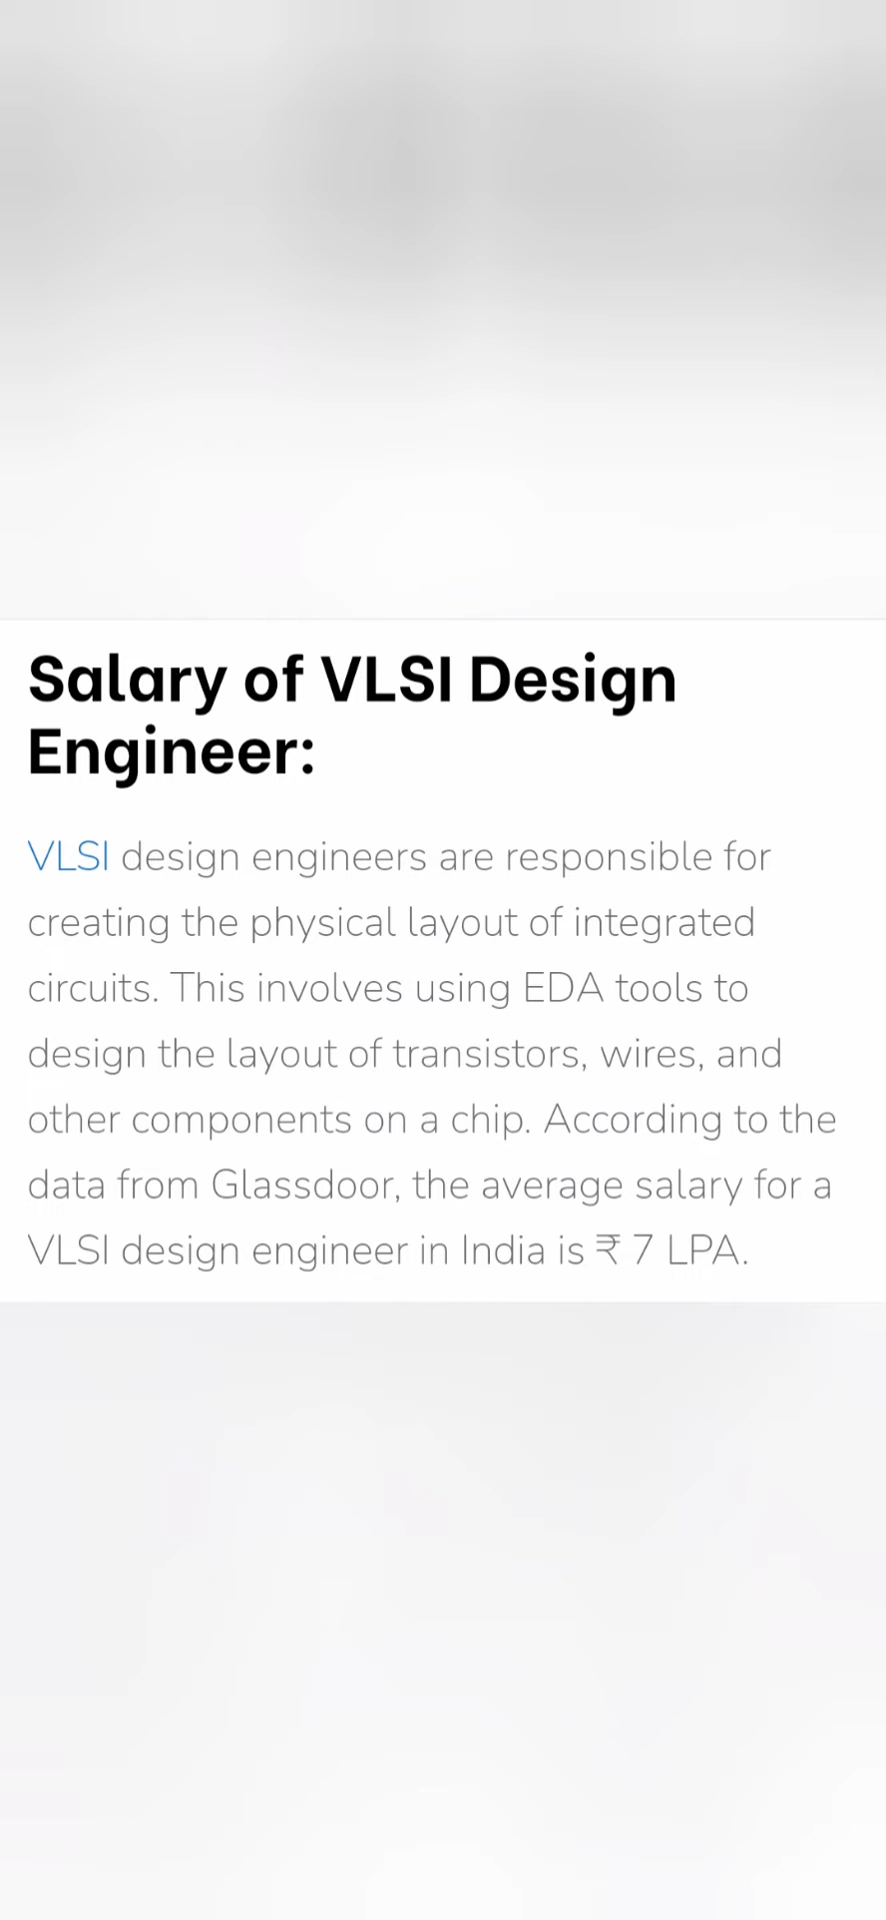 Salary of VLSI Design
Engineer:
VLSI design engineers are responsible for
creating the physical layout of integrated
circuits. This involves using EDA tools to
design the layout of transistors, wires, and
other components on a chip. According to the
data from Glassdoor, the average salary for a
VLSI design engineer in India is ₹ 7 LPA.